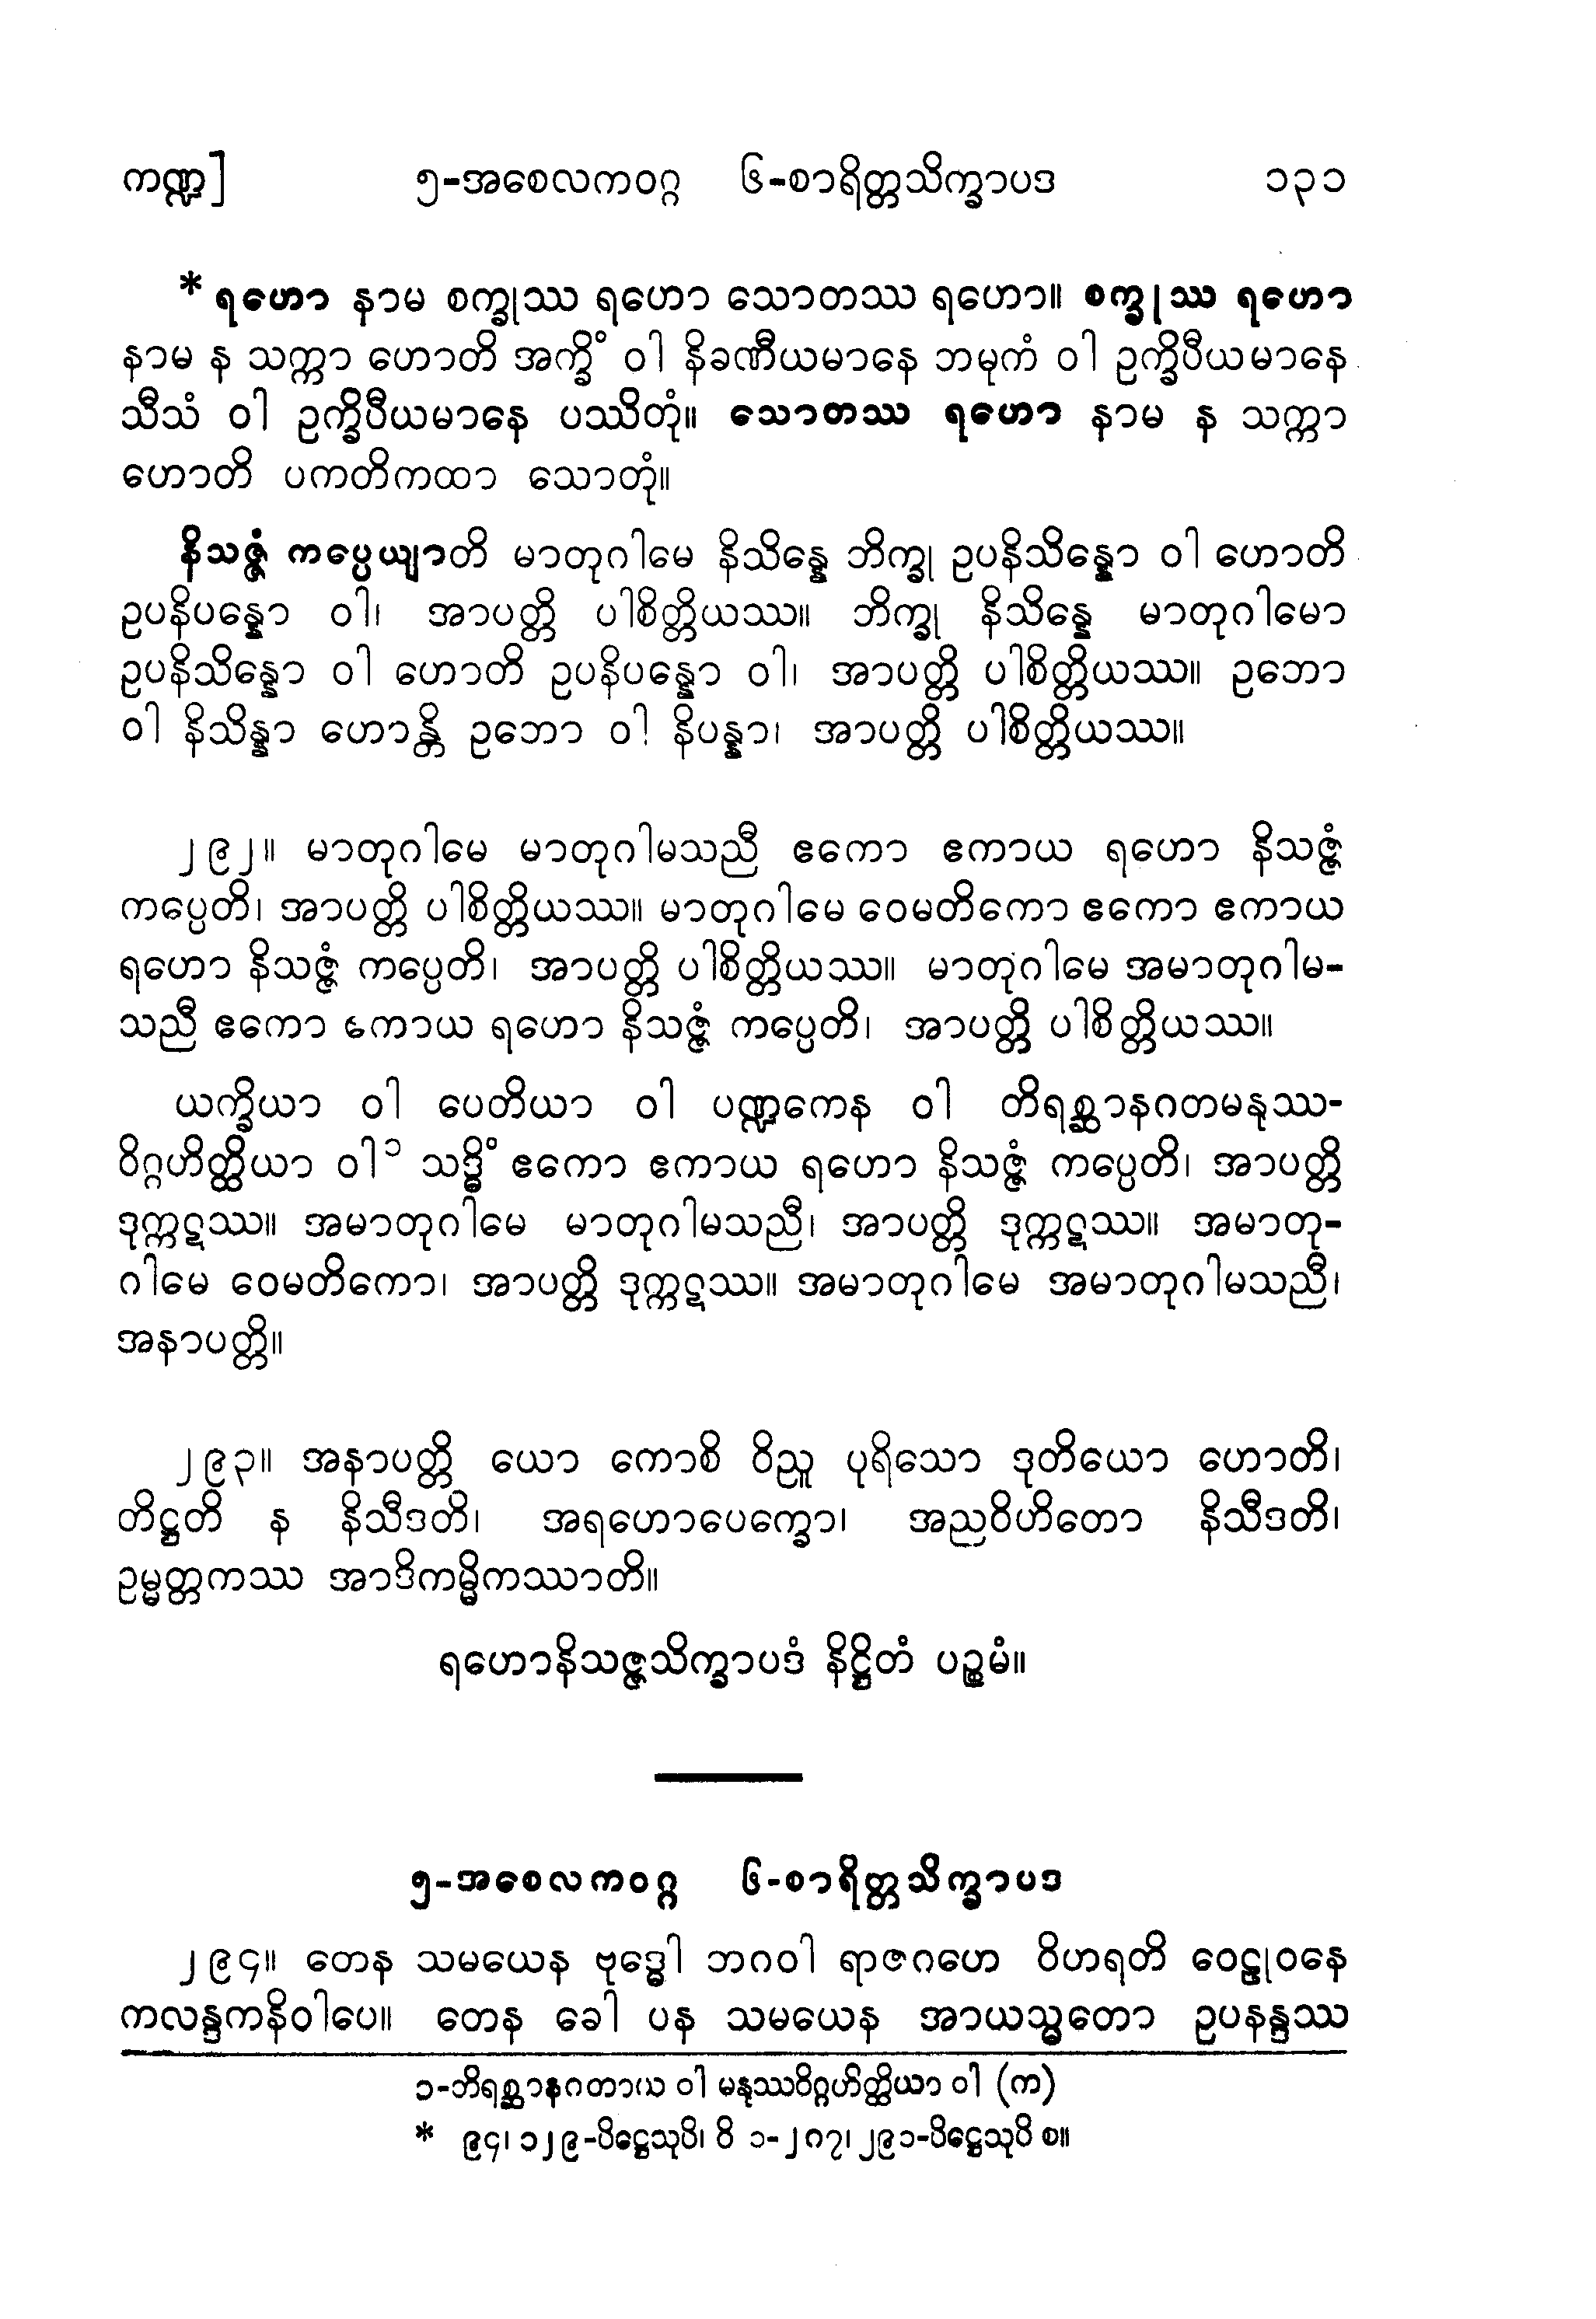 ကဏ္ဍ] ၅-အစေလကဝဂ္ဂ ၆-စာရိတ္တသိက္ခာပဒ ၁၃၁
* ရဟော နာမ စက္ခုဿ ရဟော သောတဿ ရဟော။ စက္ခုဿ ရဟော
နာမ န သက္ကာ ဟောတိ အက္ခိံ ဝါ နိခဏီယမာနေ ဘမုကံ ဝါ ဥက္ခိပီယမာနေ
သီသံ ဝါ ဥက္ခိပီယမာနေ ပဿိတုံ။ သောတဿ ရဟော နာမ န သက္ကာ
ဟောတိ ပကတိကထာ သောတုံ။
နိသဇ္ဇံ ကပ္ပေယျာတိ မာတုဂါမေ နိသိန္နေ ဘိက္ခု ဥပနိသိန္နော ဝါ ဟောတိ
ဥပနိပန္နော ဝါ၊ အာပတ္တိ ပါစိတ္တိယဿ။ ဘိက္ခု နိသိန္နေ မာတုဂါမော
ဥပနိသိန္နော ဝါ ဟောတိ ဥပနိပန္နော ဝါ၊ အာပတ္တိ ပါစိတ္တိယဿ။ ဥဘော
ဝါ နိသိန္နာ ဟောန္တိ ဥဘော ဝါ နိပန္နာ၊ အာပတ္တိ ပါစိတ္တိယဿ။
၂၉၂။ မာတုဂါမေ မာတုဂါမသညီ ဧကော ဧကာယ ရဟော နိသဇ္ဇံ
ကပ္ပေတိ၊ အာပတ္တိ ပါစိတ္တိယဿ။ မာတုဂါမေ ဝေမတိကော ဧကော ဧကာယ
ရဟော နိသဇ္ဇံ ကပ္ပေတိ၊ အာပတ္တိ ပါစိတ္တိယဿ။ မာတုဂါမေ အမာတုဂါမ-
သညီ ဧကော ဧကာယ ရဟော နိသဇ္ဇံ ကပ္ပေတိ၊ အာပတ္တိ ပါစိတ္တိယဿ။
ယက္ခိယာ ဝါ ပေတိယာ ဝါ ပဏ္ဍကေန ဝါ တိရစ္ဆာနဂတမနုဿ-
ဝိဂ္ဂဟိတ္ထိယာ ဝါ၁ သဒ္ဓိံ ဧကော ဧကာယ ရဟော နိသဇ္ဇံ ကပ္ပေတိ၊ အာပတ္တိ
ဒုက္ကဋဿ။ အမာတုဂါမေ မာတုဂါမသညီ၊ အာပတ္တိ ဒုက္ကဋဿ။ အမာတု-
ဂါမေ ဝေမတိကော၊ အာပတ္တိ ဒုက္ကဋဿ။ အမာတုဂါမေ အမာတုဂါမသညီ၊
အနာပတ္တိ။
၂၉၃။ အနာပတ္တိ ယော ကောစိ ဝိညူ ပုရိသော ဒုတိယော ဟောတိ၊
တိဋ္ဌတိ န နိသီဒတိ၊ အရဟောပေက္ခော၊ အညဝိဟိတော နိသီဒတိ၊
ဥမ္မတ္တကဿ အာဒိကမ္မိကဿာတိ။
ရဟောနိသဇ္ဇသိက္ခာပဒံ နိဋ္ဌိတံ ပဉ္စမံ။
၅-အစေလကဝဂ္ဂ ၆-စာရိတ္တသိက္ခာပဒ
၂၉၄။ တေန သမယေန ဗုဒ္ဓေါ ဘဂဝါ ရာဇဂဟေ ဝိဟရတိ ဝေဠုဝနေ
ကလန္ဒကနိဝါပေ။ တေန ခေါ ပန သမယေန အာယသ္မတော ဥပနန္ဒဿ
၁-တိရစ္ဆာနဂတာယ ဝါ မနုဿဝိဂ္ဂဟိတ္ထိယာ ဝါ (က)
* ၉၄၊ ၁၂၉-ပိဋ္ဌေသုပိ၊ ဝိ ၁-၂၈၇၊ ၂၉၁-ပိဋ္ဌေသုပိ စ။